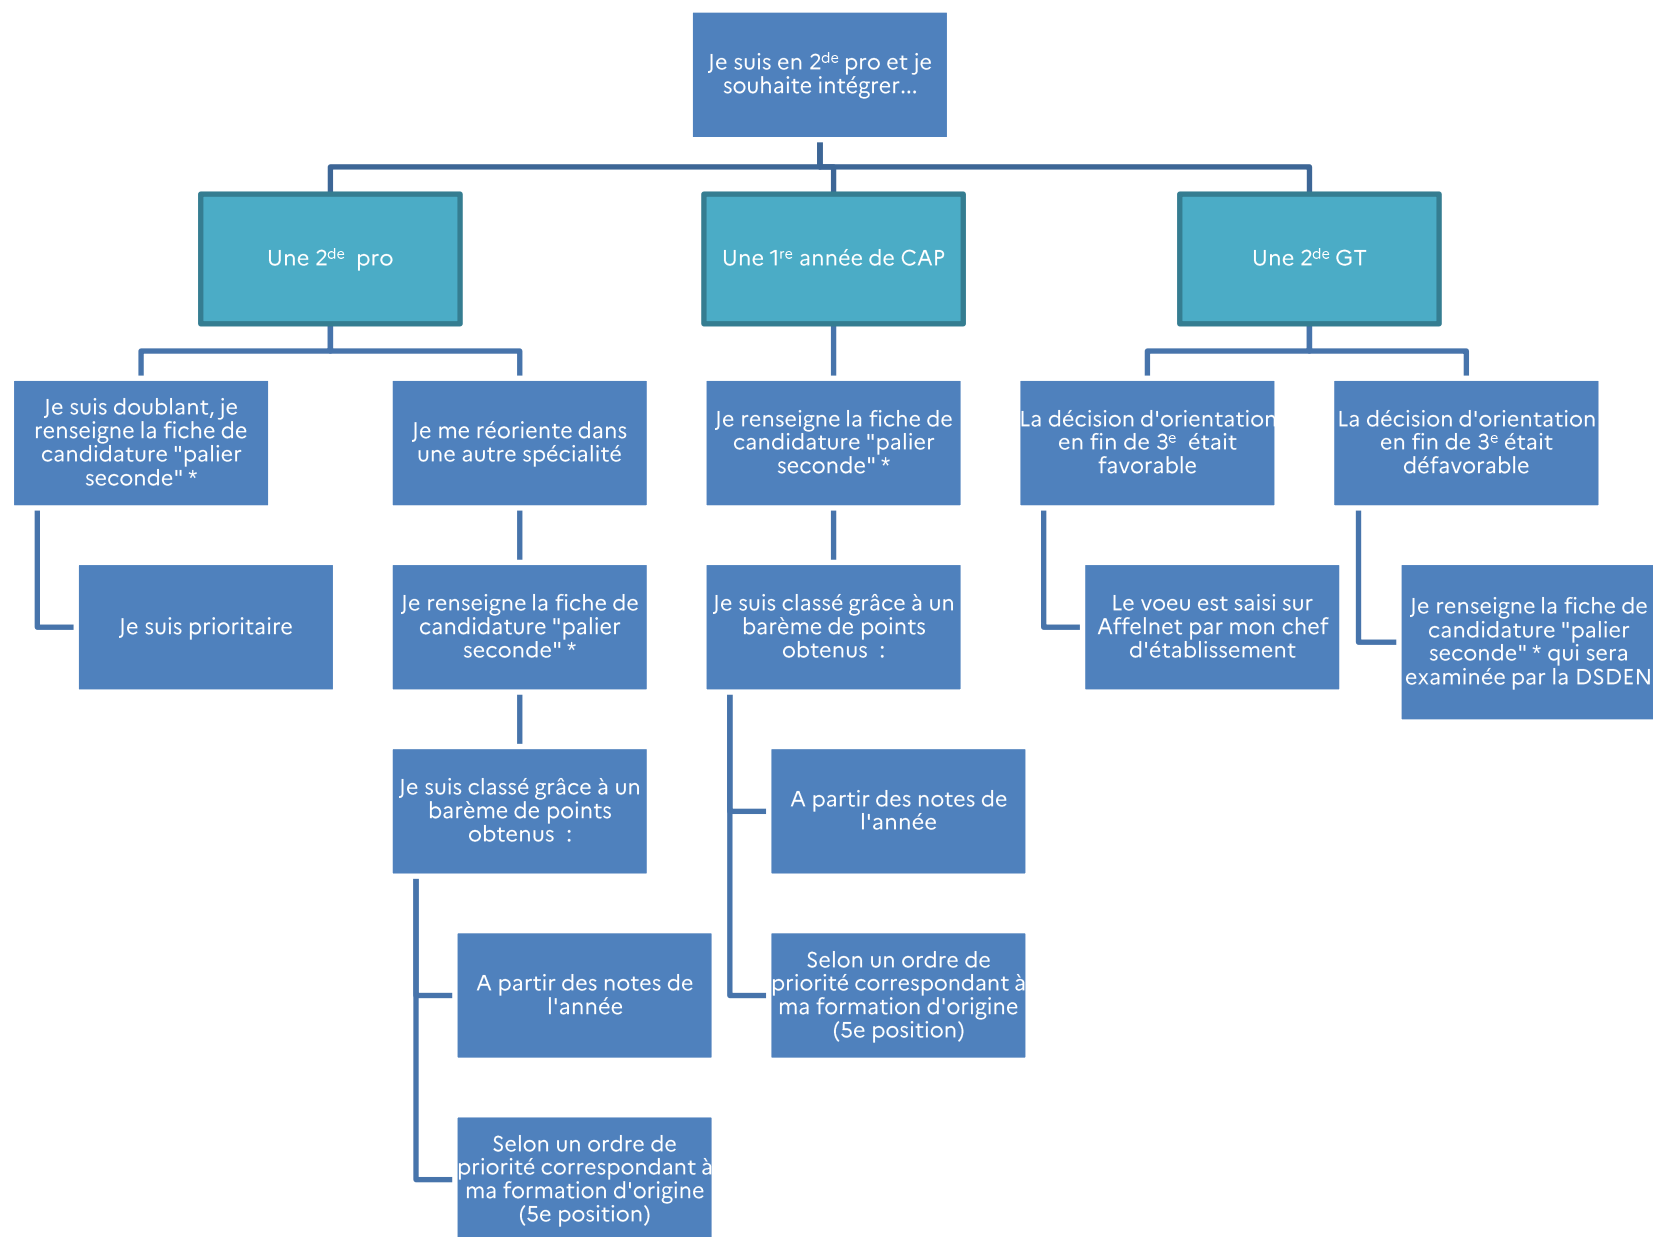 Je suis en 2de pro et je
souhaite intégrer...
Une 2de pro
Une 1re année de CAP
Une 2de GT
Je suis doublant, je
renseigne la fiche de
candidature "palier
seconde" *
Je me réoriente dans
une autre spécialité
Je renseigne la fiche de
candidature "palier
seconde" *
La décision d'orientation
en fin de 3e était
favorable
La décision d'orientation
en fin de 3e était
défavorable
Je suis prioritaire
Je renseigne la fiche de
candidature "palier
seconde" *
Je suis classé grâce à un
barème de points
obtenus :
Le voeu est saisi sur
Affelnet par mon chef
d'établissement
Je renseigne la fiche de
candidature "palier
seconde" * qui sera
examinée par la DSDEN
Je suis classé grâce à un
barème de points
obtenus :
A partir des notes de
l'année
A partir des notes de
l'année
Selon un ordre de
priorité correspondant à
ma formation d'origine
(5e position)
Selon un ordre de
priorité correspondant à
ma formation d'origine
(5e position)